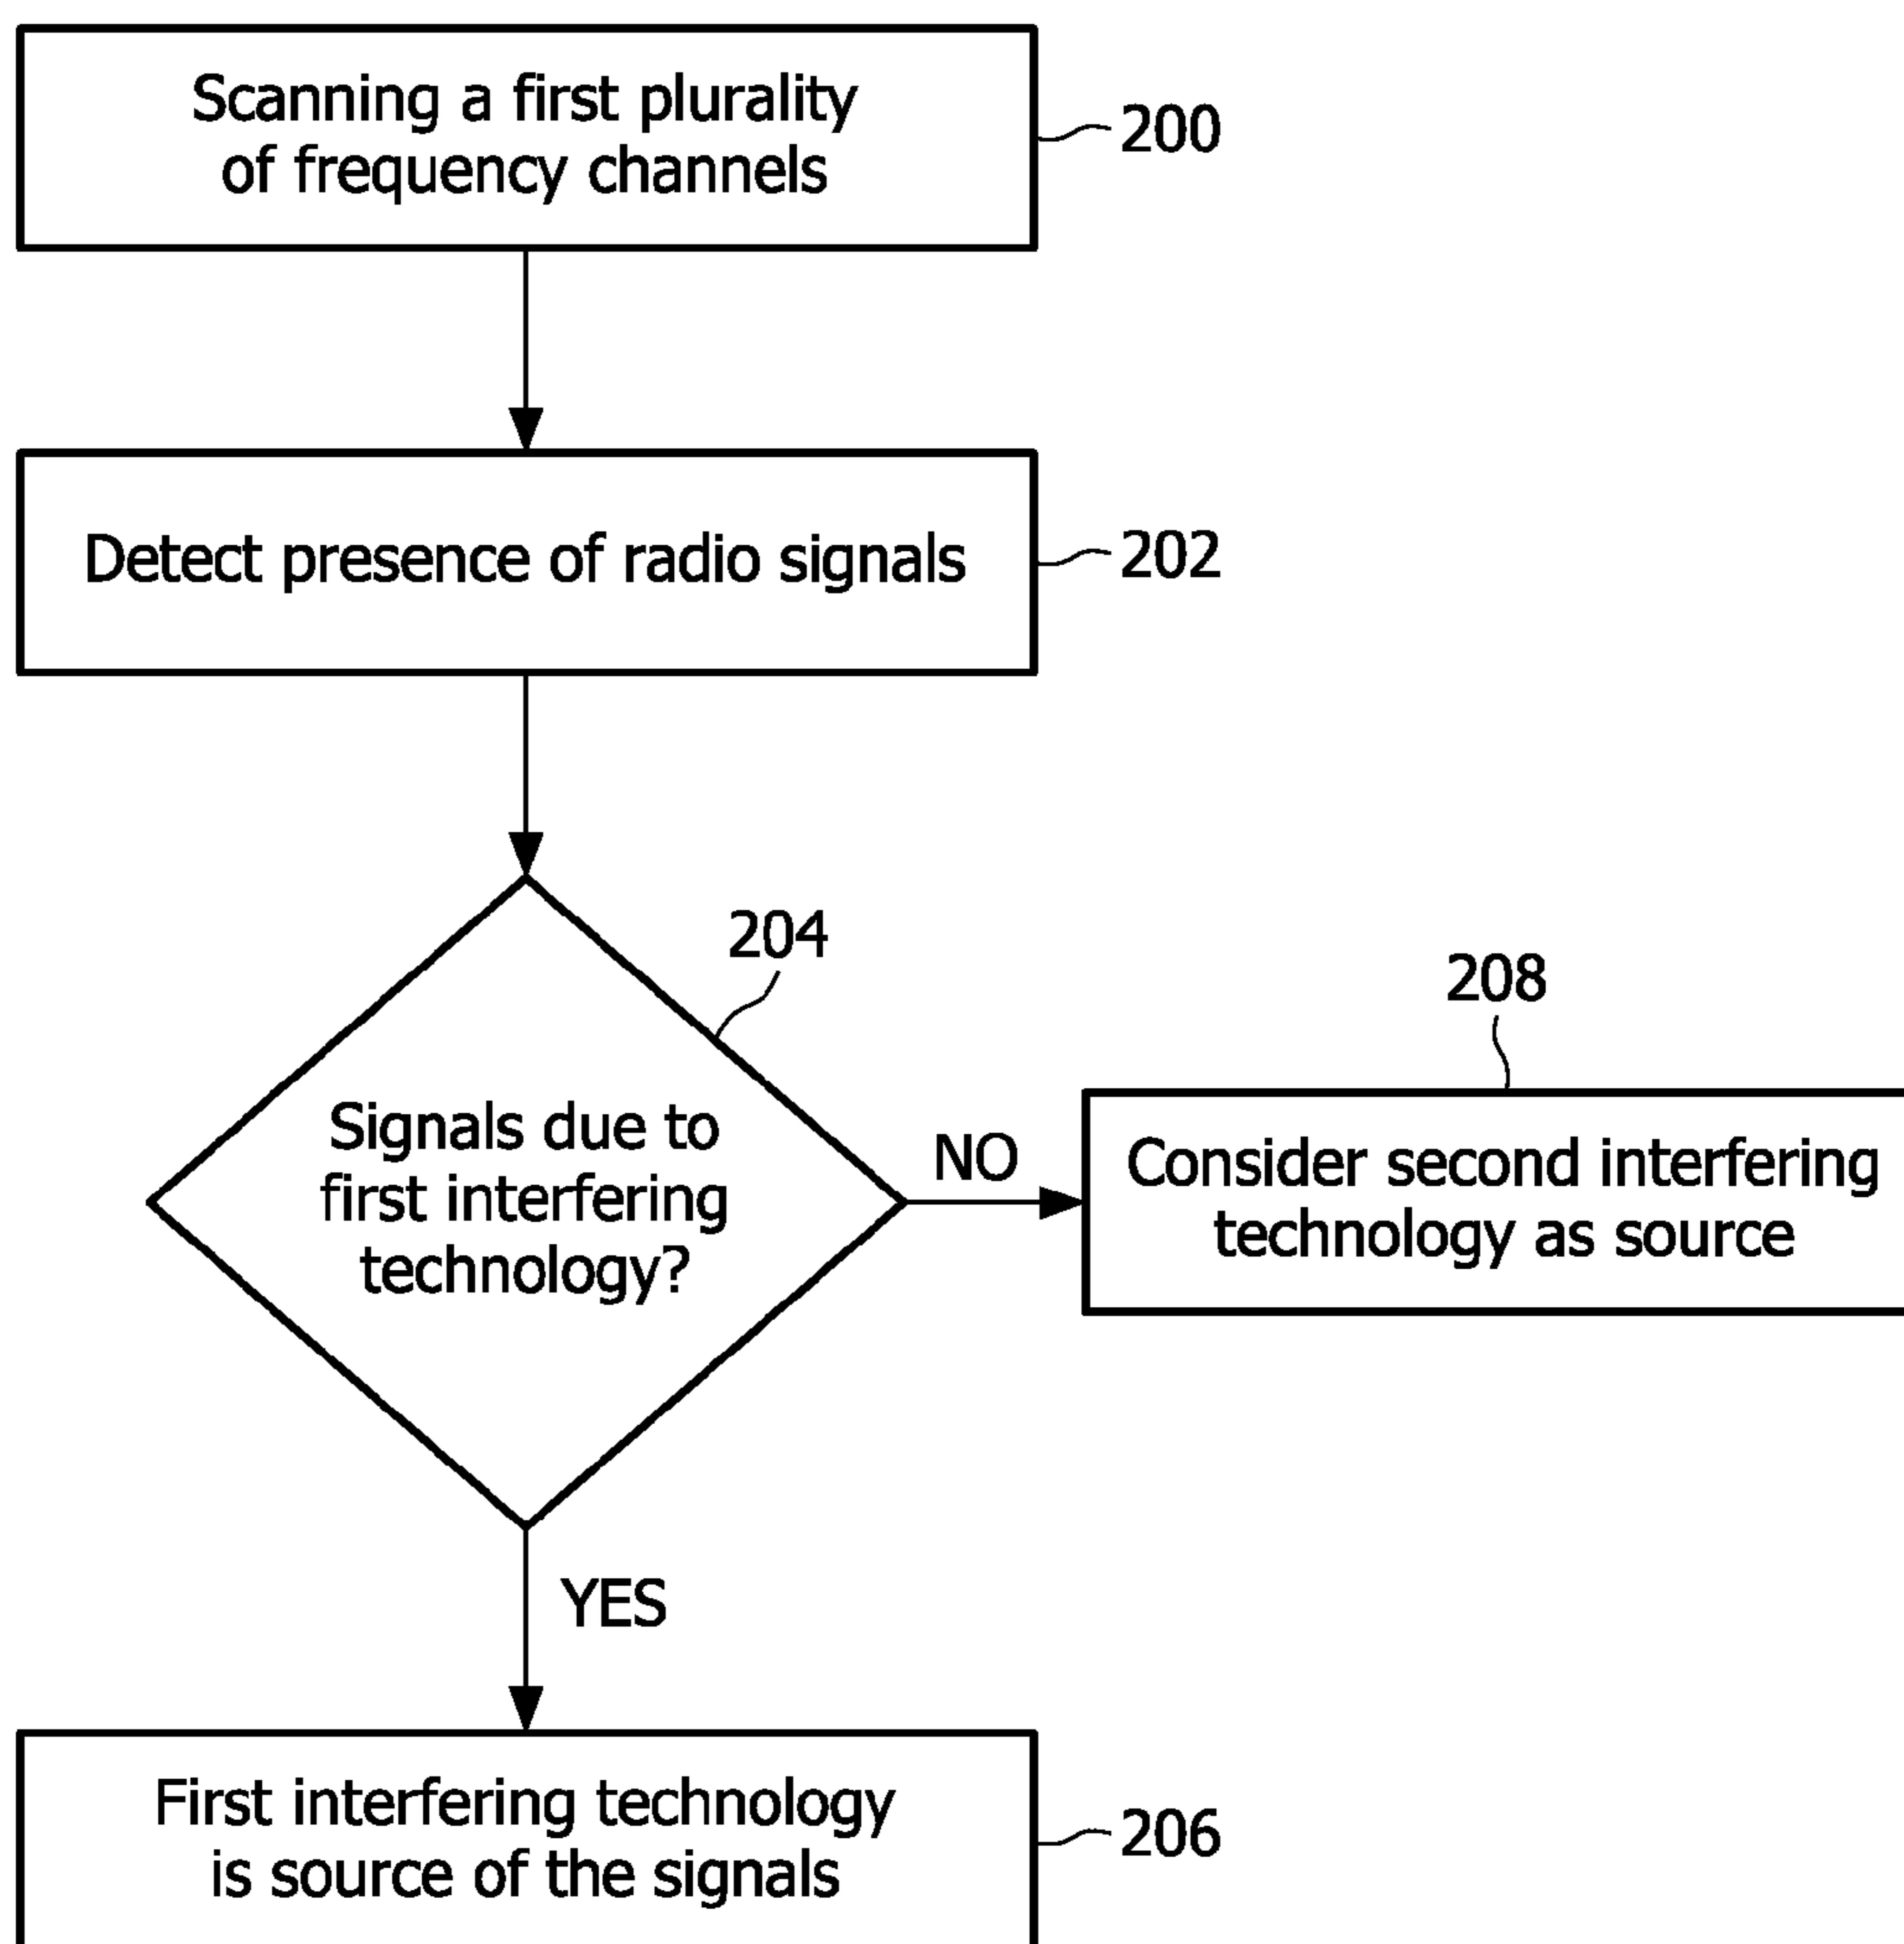 Scanning a first plurality
of frequency channels
200
Detect presence of radio signals
202
204
Signals due to
first interfering
technology?
NO
208
Consider second interfering
technology as source
YES
First interfering technology
is source of the signals
206